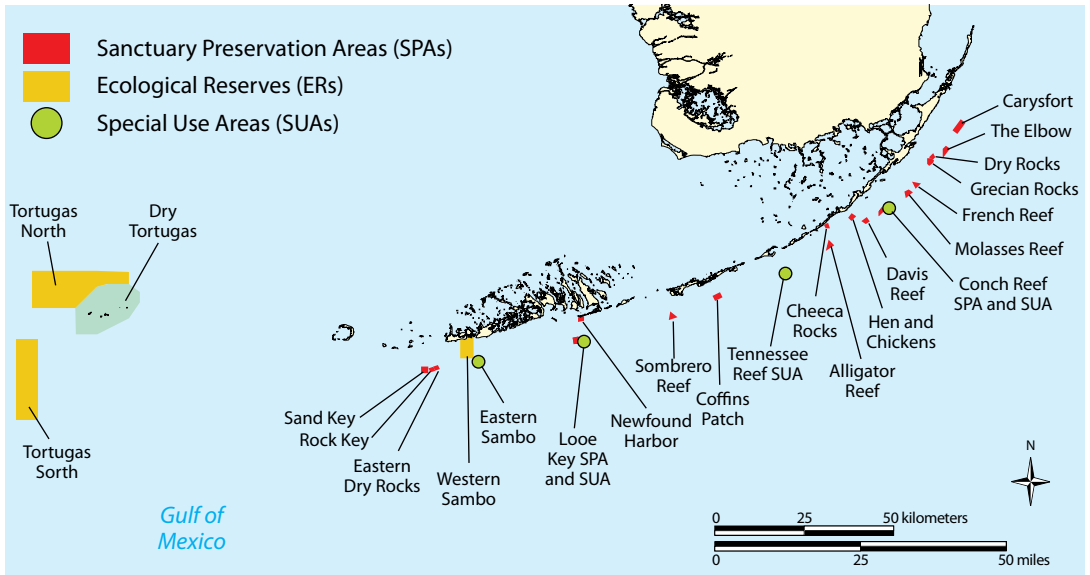 Sanctuary Preservation Areas (SPAs)
Ecological Reserves (ERs)
Special Use Areas (SUAs)
Carysfort
The Elbow
Dry Rocks
Grecian Rocks
French Reef
Molasses Reef
Conch Reef
SPA and SUA
Davis
Reef
Hen and
Chickens
Cheeca
Rocks
Alligator
Reef
Tennessee
Reef SUA
Coffins
Patch
Sombrero
Reef
Newfound
Harbor
Looe
Key SPA
and SUA
Eastern
Sambo
Western
Sambo
Eastern
Dry Rocks
Rock Key
Sand Key
Tortugas
North
Dry
Tortugas
Tortugas
Sorth
Gulf of
Mexico
N
0 25 50 kilometers
0 25 50 miles